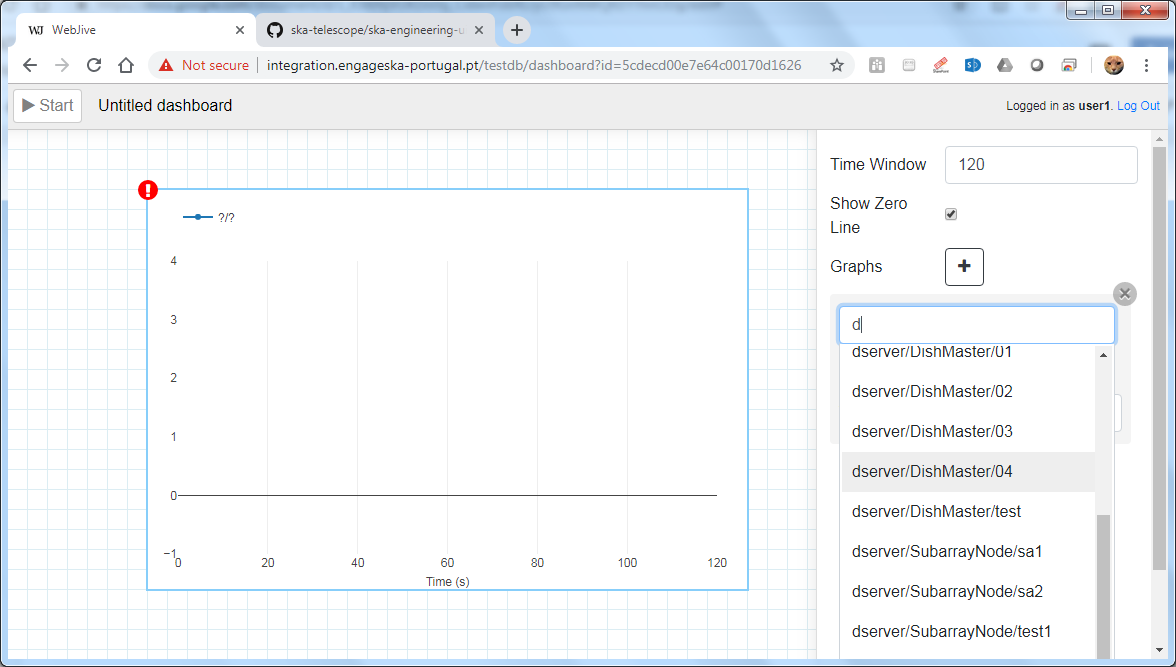 WebJive
ska-telescope/ska-engineering-u
Not secure
integration.engageska-portugal.pt/testdb/dashboard?id=5cdecd00e7e64c00170d1626
Start
Untitled dashboard
Logged in as user1. Log Out
Time Window
120
Show Zero
Line
Graphs
d
dserver/DishMaster/01
dserver/DishMaster/02
dserver/DishMaster/03
dserver/DishMaster/04
dserver/DishMaster/test
dserver/SubarrayNode/sa1
dserver/SubarrayNode/sa2
dserver/SubarrayNode/test1
?/?
4
3
2
1
0
−1
0 20 40 60 80 100 120
Time (s)